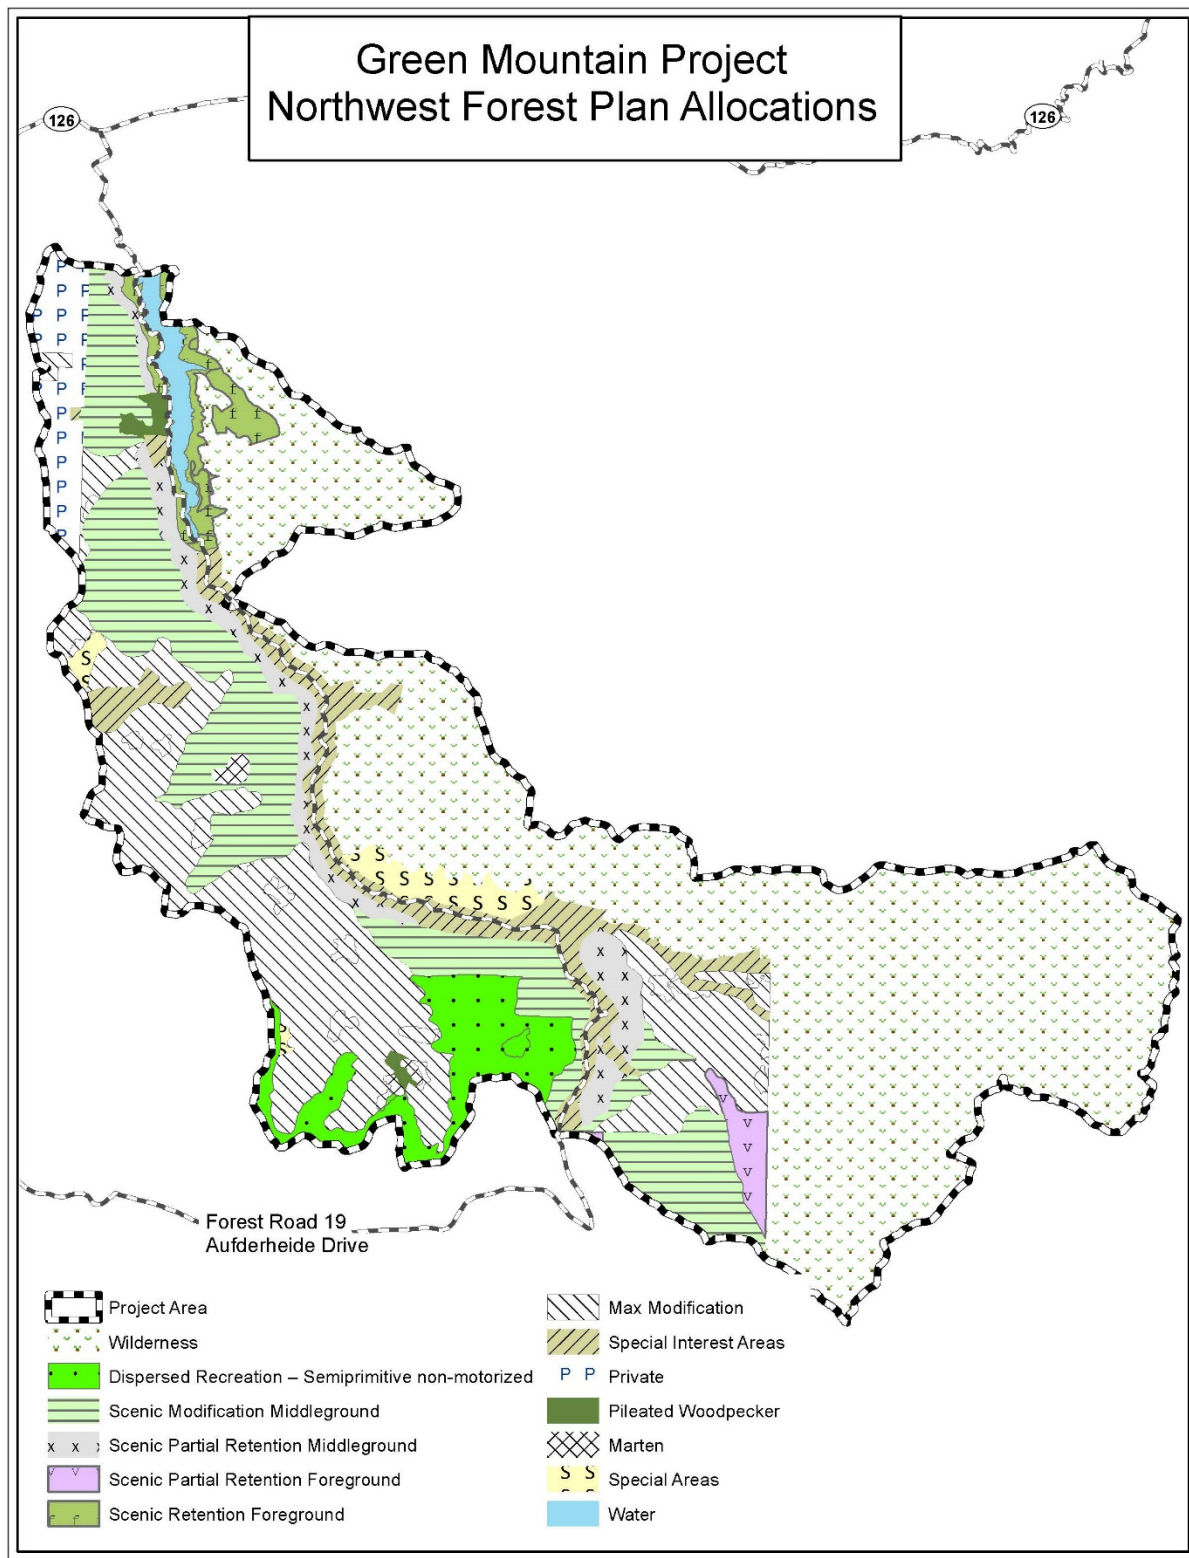 Green Mountain Project
Northwest Forest Plan Allocations
126
126
Forest Road 19
Aufderheide Drive
Project Area
Wilderness
Dispersed Recreation – Semiprimitive non-motorized
Scenic Modification Middleground
x x Scenic Partial Retention Middleground
v v Scenic Partial Retention Foreground
f f Scenic Retention Foreground
Max Modification
Special Interest Areas
P P Private
Pileated Woodpecker
Marten
S S Special Areas
Water